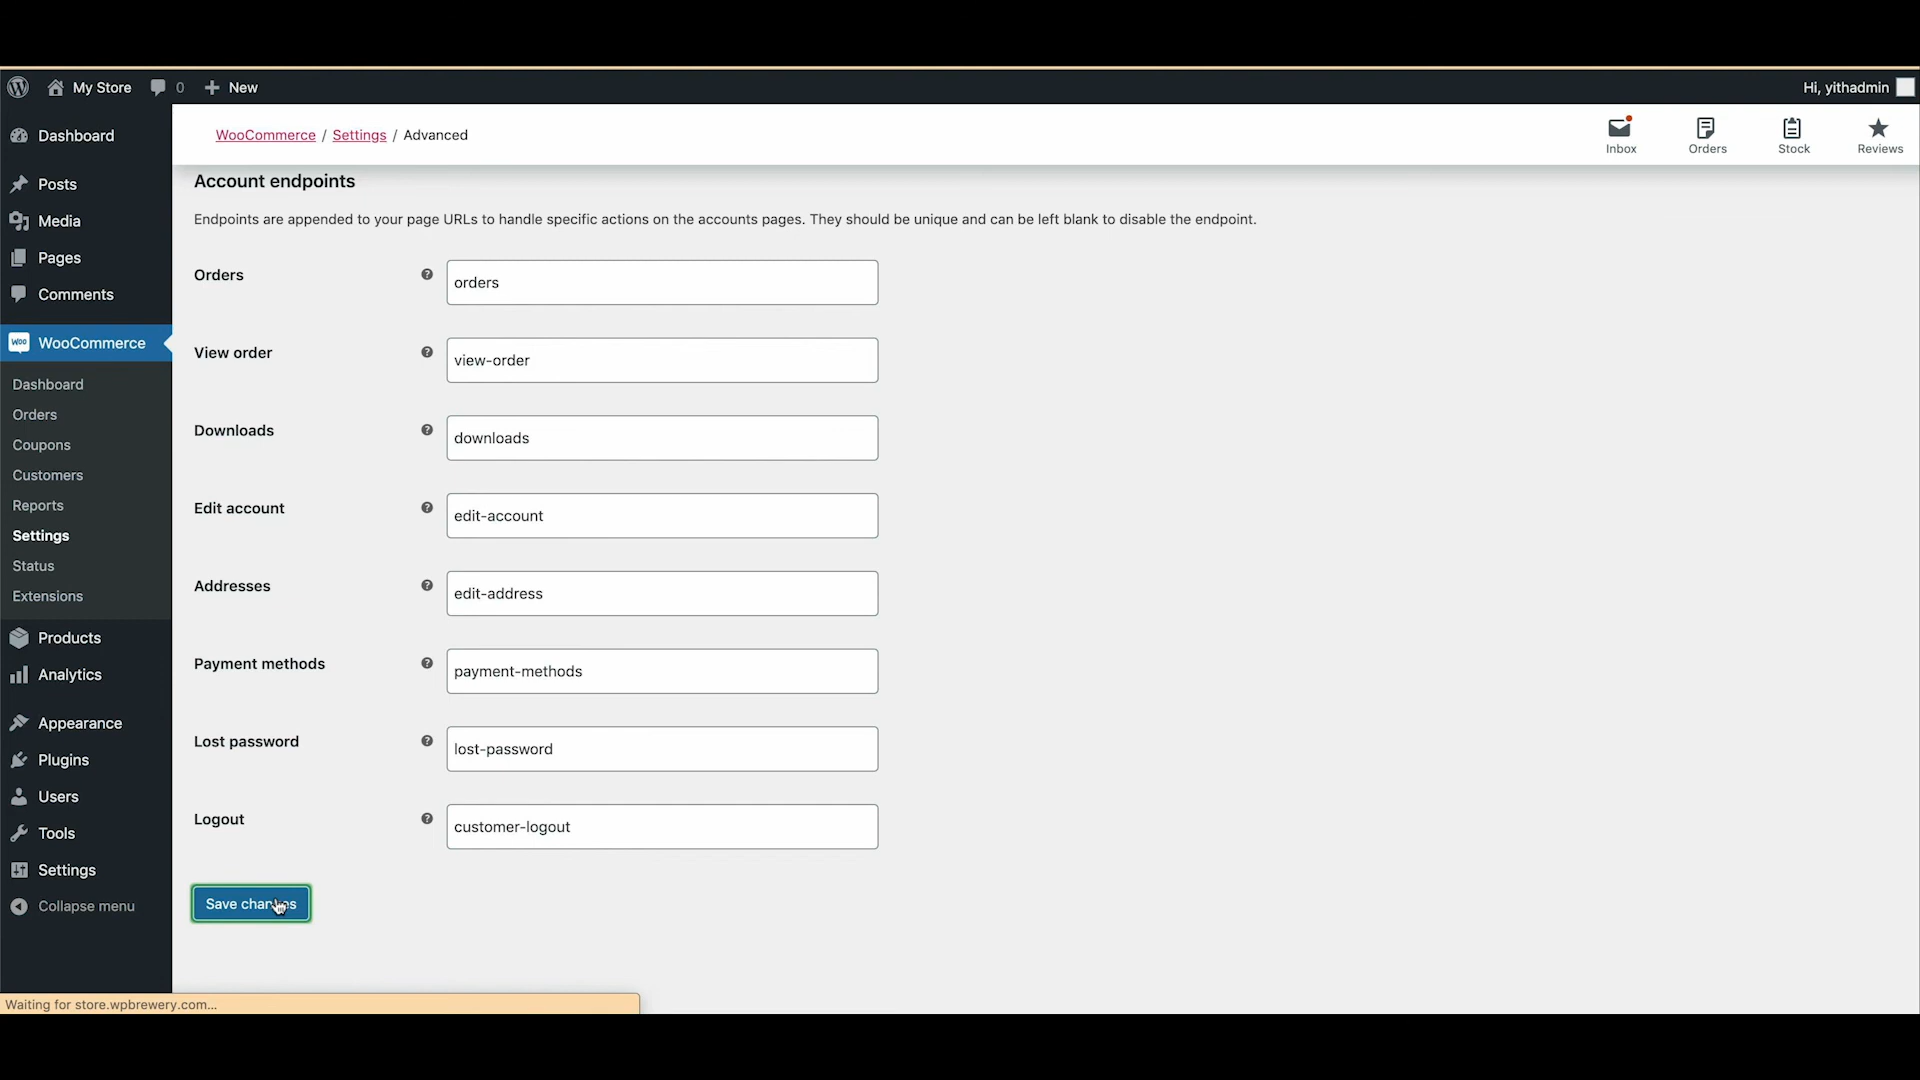 My Store 0 New Hi, yithadmin
WooCommerce / Settings / Advanced
Inbox Orders Stock Reviews
Dashboard
Posts
Media
Pages
Comments
WooCommerce
Dashboard
Orders
Coupons
Customers
Reports
Settings
Status
Extensions
Products
Analytics
Appearance
Plugins
Users
Tools
Settings
Collapse menu
Account endpoints
Endpoints are appended to your page URLs to handle specific actions on the accounts pages. They should be unique and can be left blank to disable the endpoint.
Orders orders
View order view-order
Downloads downloads
Edit account edit-account
Addresses edit-address
Payment methods payment-methods
Lost password lost-password
Logout customer-logout
Save changes
Waiting for store.wpbrewery.com...